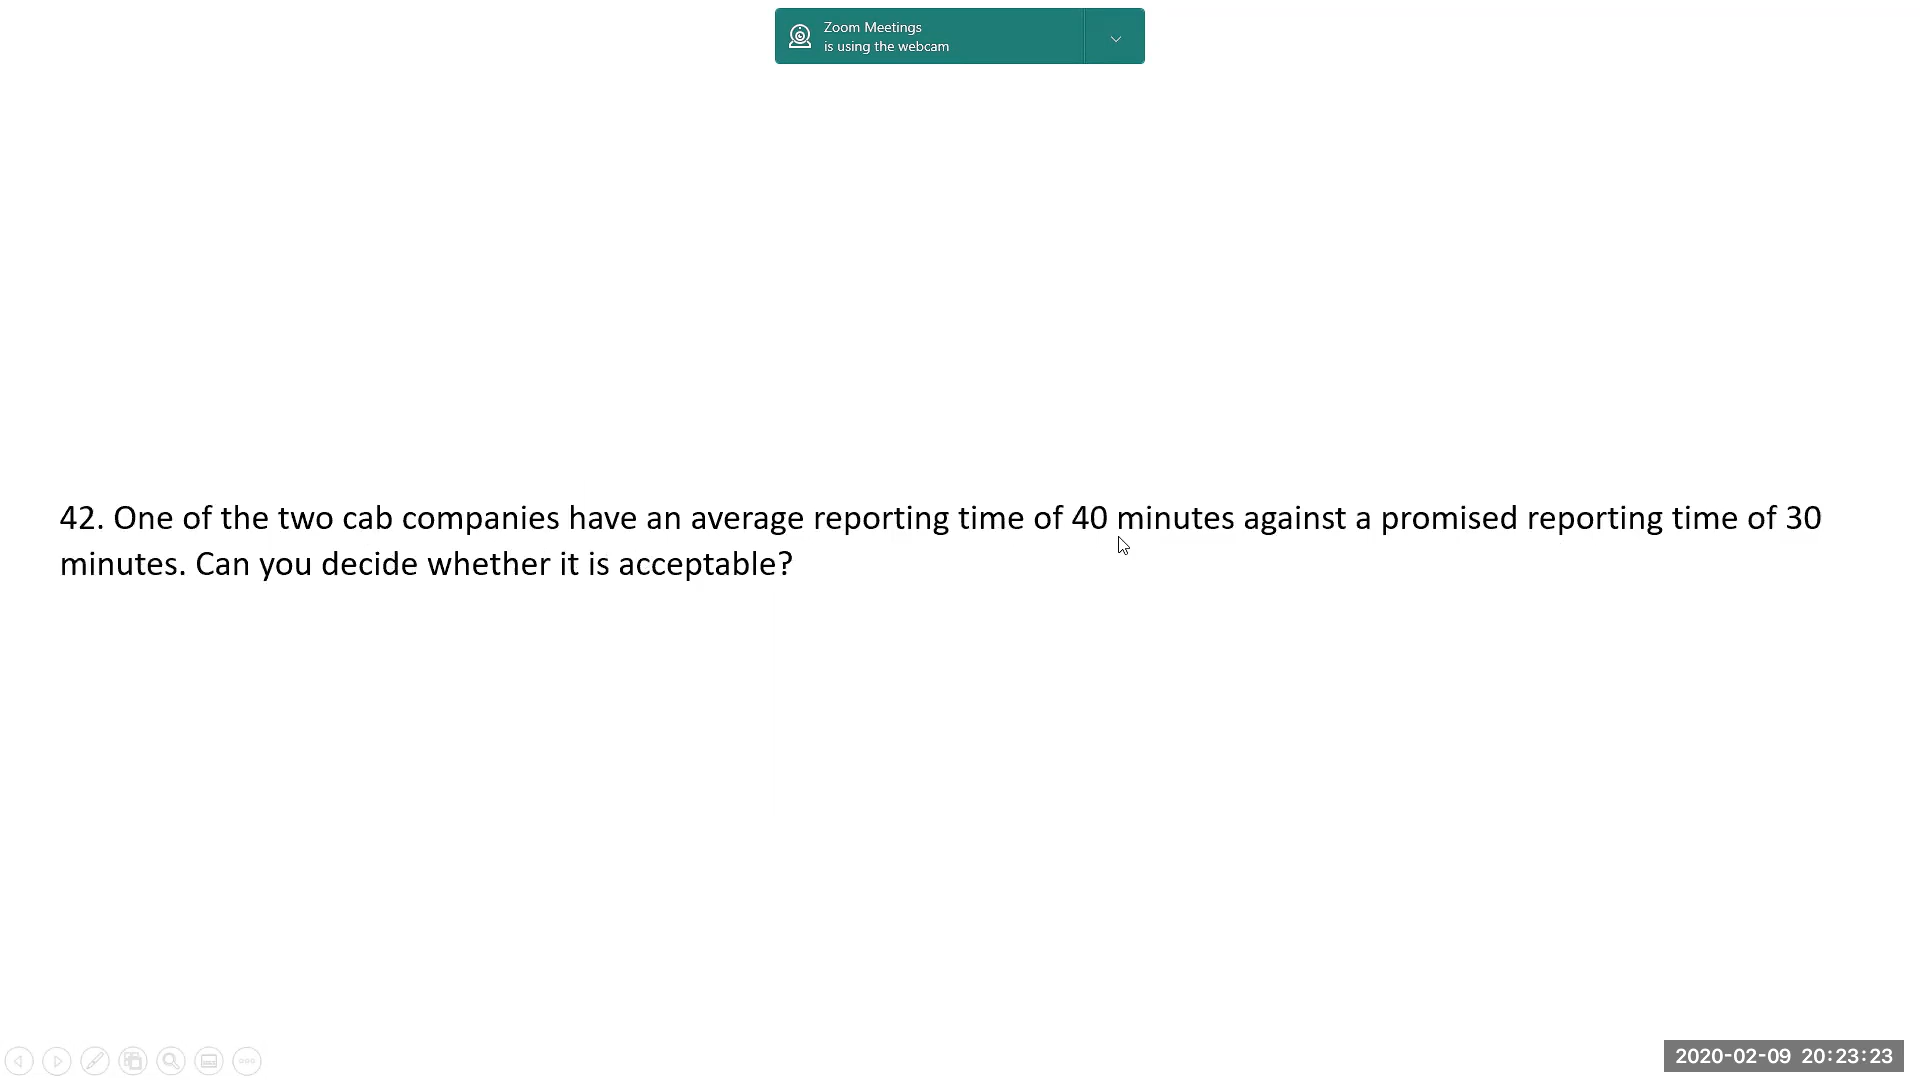 Zoom Meetings
is using the webcam
42. One of the two cab companies have an average reporting time of 40 minutes against a promised reporting time of 30
minutes. Can you decide whether it is acceptable?
2020-02-09 20:23:23